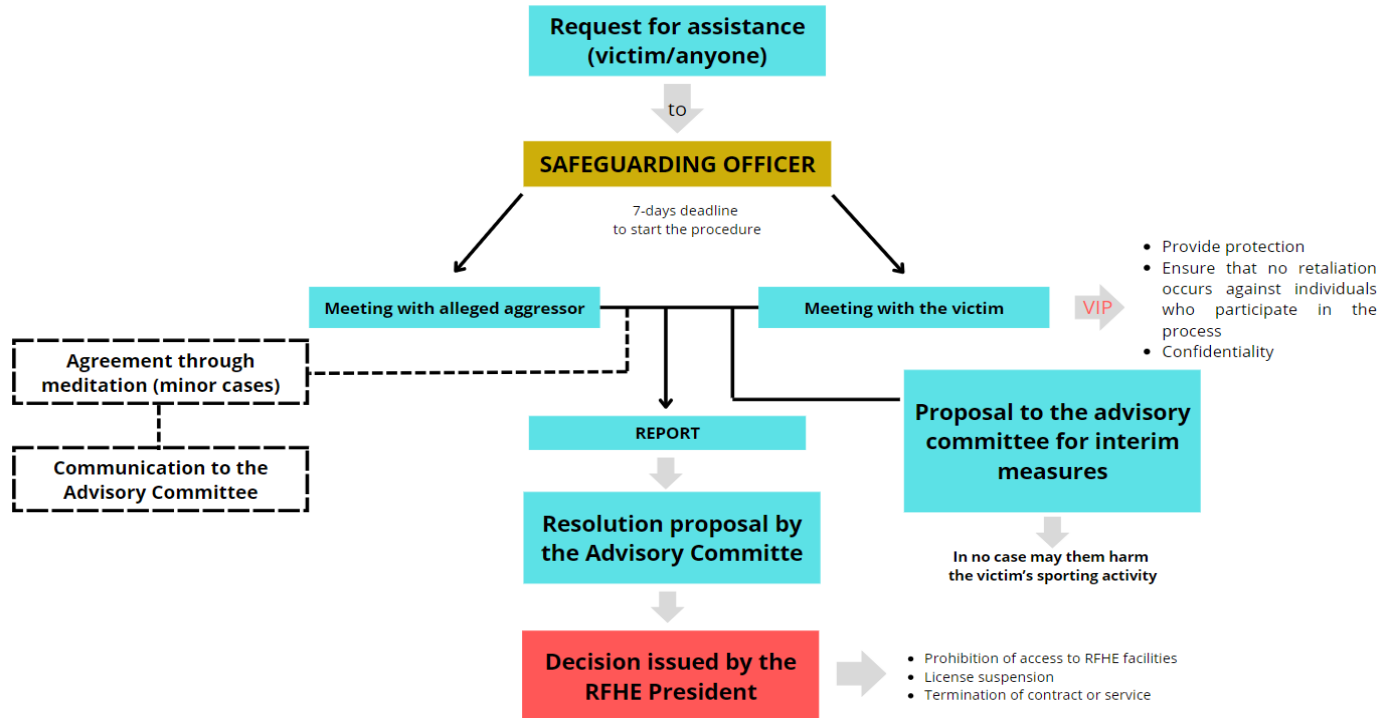 Request for assistance
(victim/anyone)
to
SAFEGUARDING OFFICER
7-days deadline
to start the procedure
Meeting with alleged aggressor
Meeting with the victim
VIP
• Provide protection
• Ensure that no retaliation
occurs against individuals
who participate in the
process
• Confidentiality
Agreement through
meditation (minor cases)
Communication to the
Advisory Committee
REPORT
Proposal to the advisory
committee for interim
measures
Resolution proposal by
the Advisory Committe
In no case may them harm
the victim's sporting activity
Decision issued by the
RFHE President
• Prohibition of access to RFHE facilities
• License suspension
• Termination of contract or service